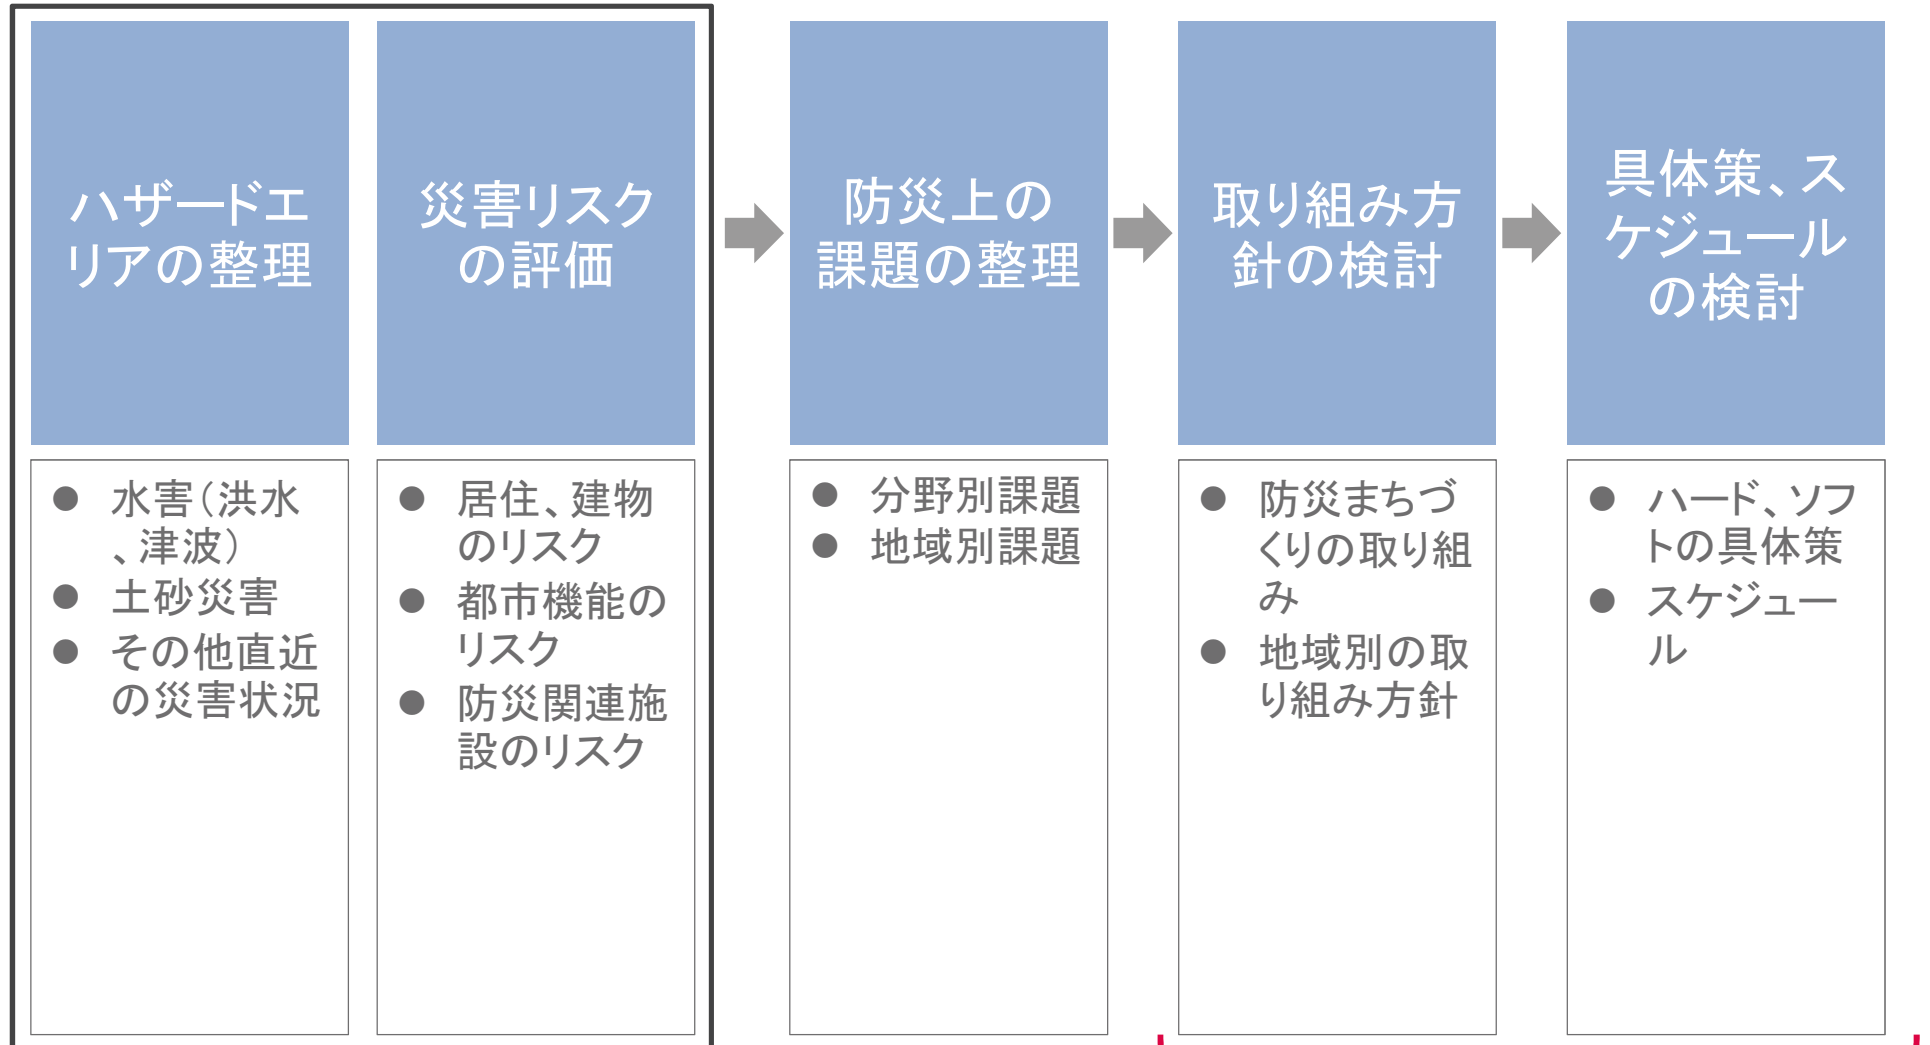 ハザードエ
リアの整理
災害リスク
の評価
防災上の
課題の整理
取り組み方
針の検討
具体策、ス
ケジュール
の検討
● 水害(洪水
、津波)
● 土砂災害
● その他直近
の災害状況
● 居住、建物
のリスク
● 都市機能の
リスク
● 防災関連施
設のリスク
● 分野別課題
● 地域別課題
● 防災まちづ
くりの取り組
み
● 地域別の取
り組み方針
● ハード、ソフ
トの具体策
● スケジュー
ル